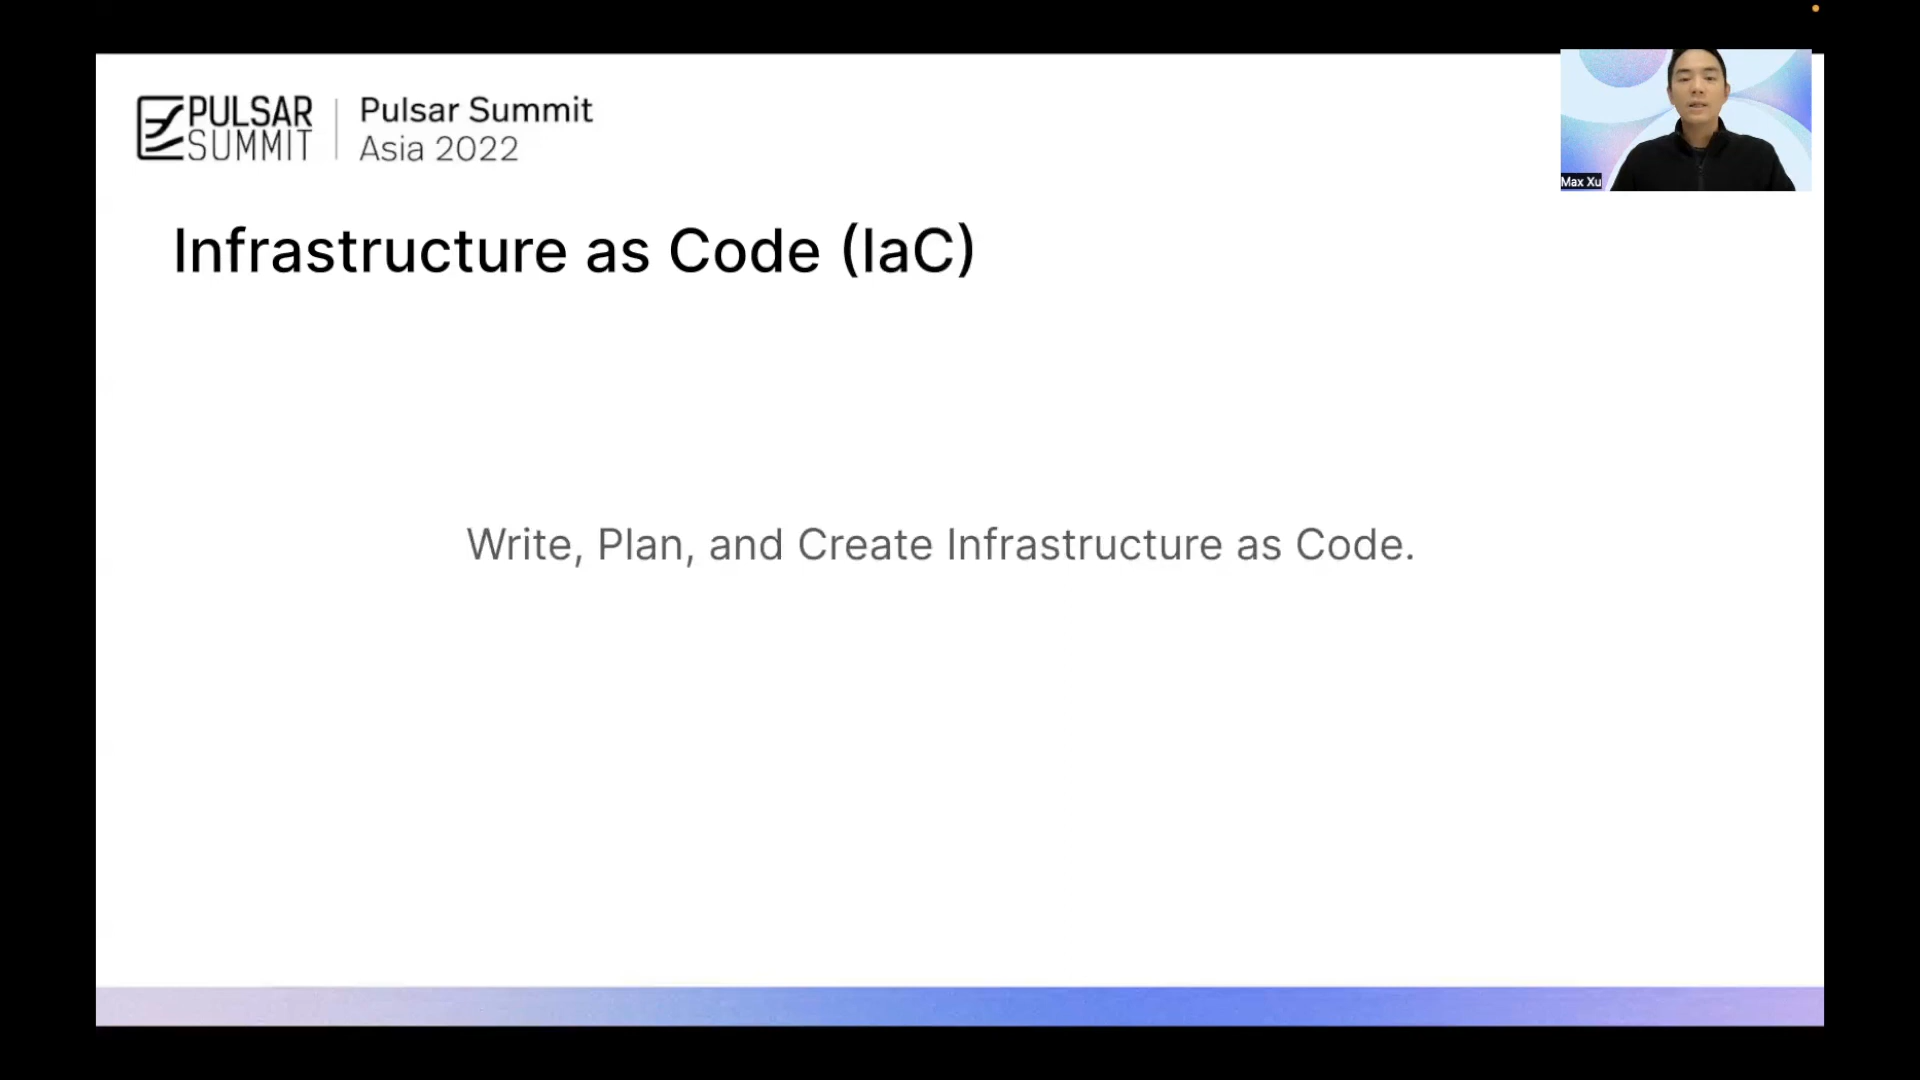 PULSAR
SUMMIT
Pulsar Summit
Asia 2022
Max Xu
Infrastructure as Code (IaC)
Write, Plan, and Create Infrastructure as Code.